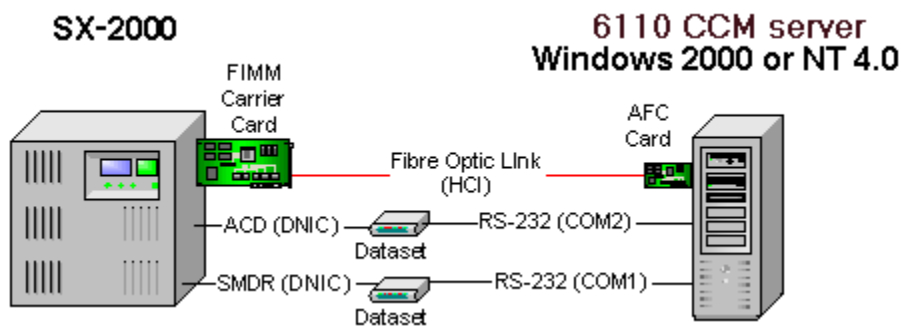 SX-2000
6110 CCM server
Windows 2000 or NT 4.0
FIMM
Carrier
Card
AFC
Card
Fibre Optic LInk
(HCI)
ACD (DNIC)
RS-232 (COM2)
Dataset
SMDR (DNIC)
RS-232 (COM1)
Dataset